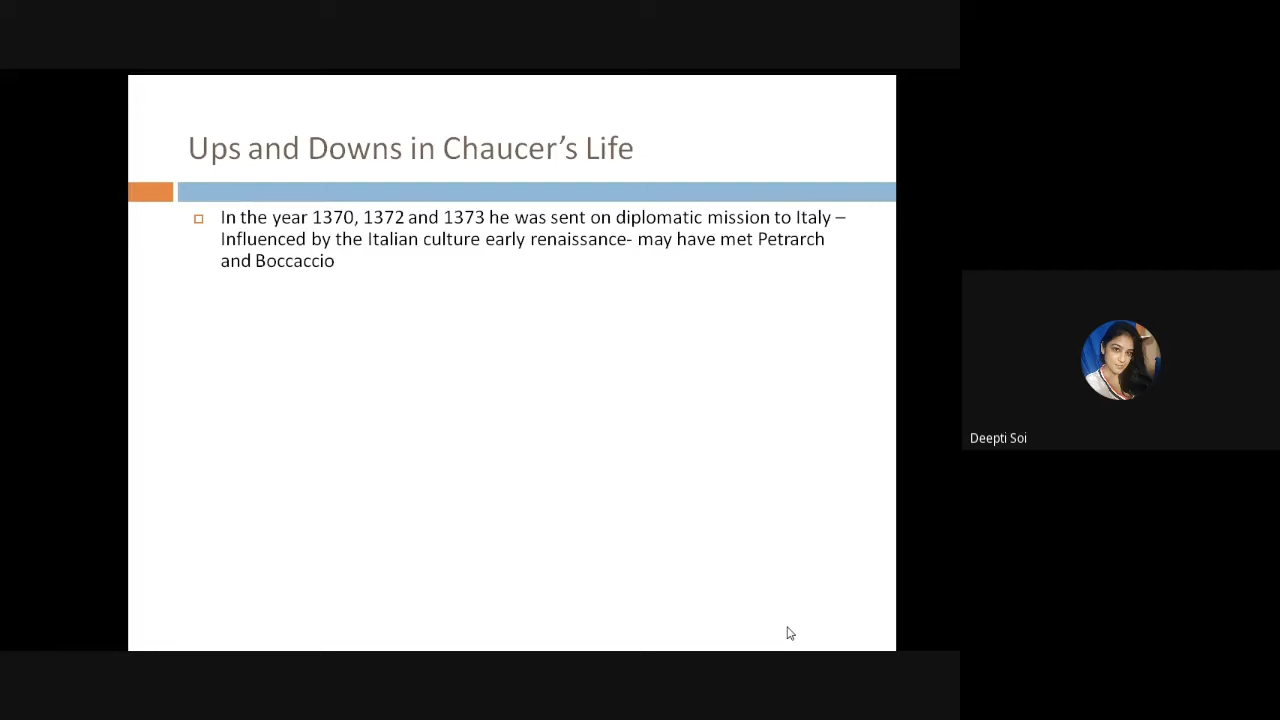 Ups and Downs in Chaucer’s Life
In the year 1370, 1372 and 1373 he was sent on diplomatic mission to Italy –
Influenced by the Italian culture early renaissance- may have met Petrarch
and Boccaccio
Deepti Soi